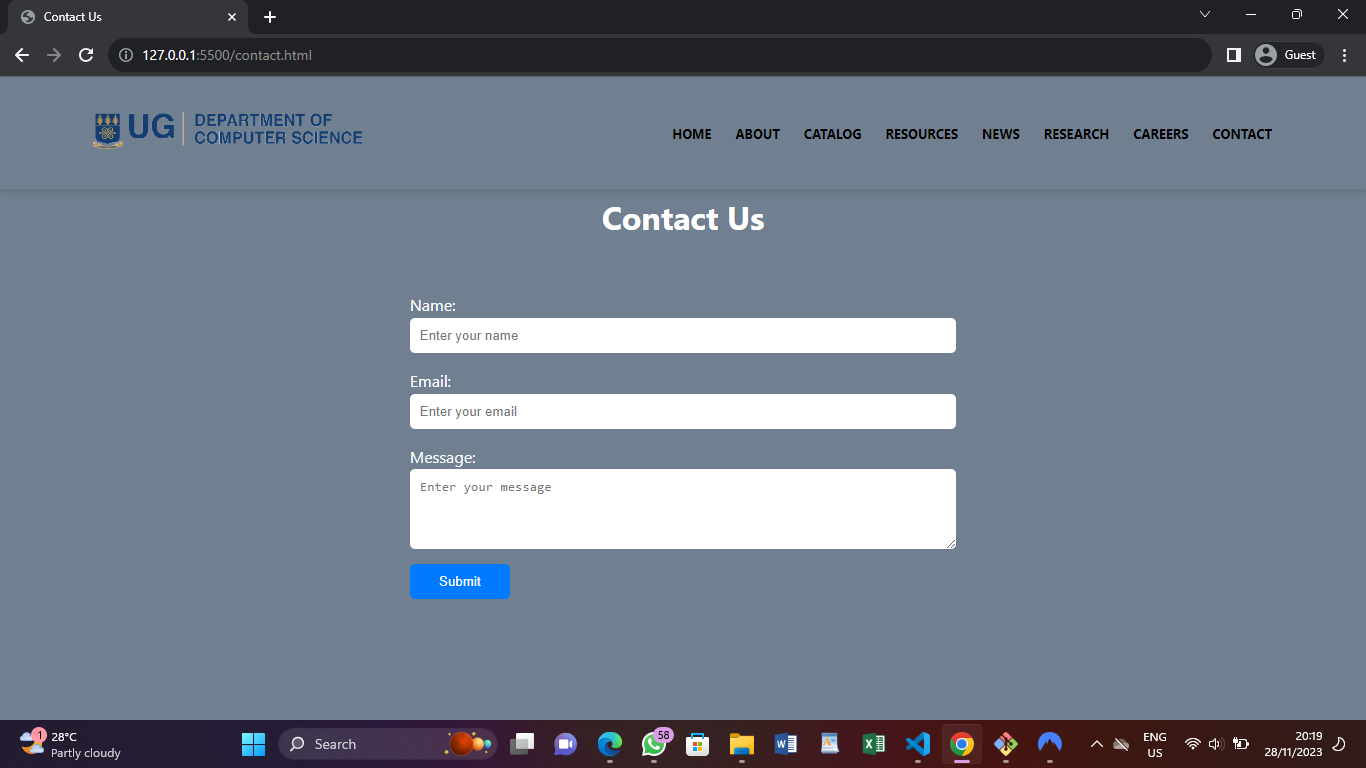 Contact Us
127.0.0.1:5500/contact.html
Guest
UG
DEPARTMENT OF
COMPUTER SCIENCE
HOME ABOUT CATALOG RESOURCES NEWS RESEARCH CAREERS CONTACT
Contact Us
Name:
Enter your name
Email:
Enter your email
Message:
Enter your message
Submit
1
28°C
Partly cloudy
Search
58
ENG
US
20:19
28/11/2023